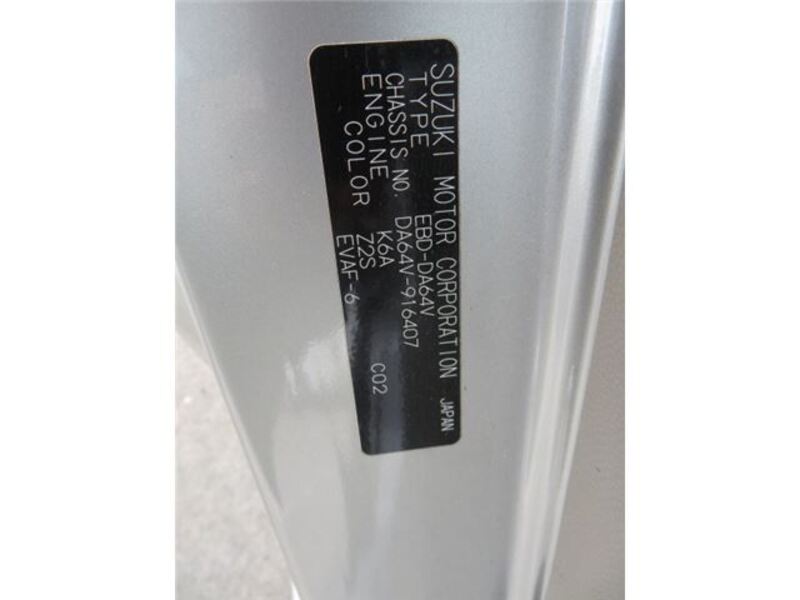 SUZUKI MOTOR CORPORATION JAPAN
TYPE EBD-DA64V
CHASSIS NO. DA64V-916407
ENGINE K6A
COLOR Z2S C02
EVAF-6